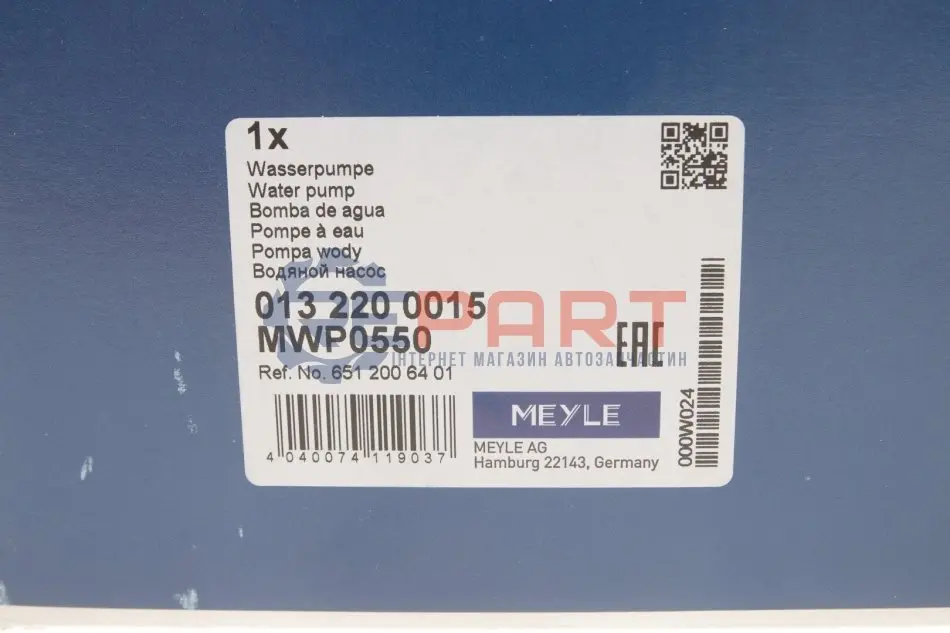 1x
Wasserpumpe
Water pump
Bomba de agua
Pompe à eau
Pompa wody
Водяной насос
013 220 0015
MWP0550
PART
ІНТЕРНЕТ МАГАЗИН АВТОЗАПЧАСТИН
EAC
Ref. No. 651 200 64 01
4 040074 119037
MEYLE
MEYLE AG
Hamburg 22143, Germany
000W024